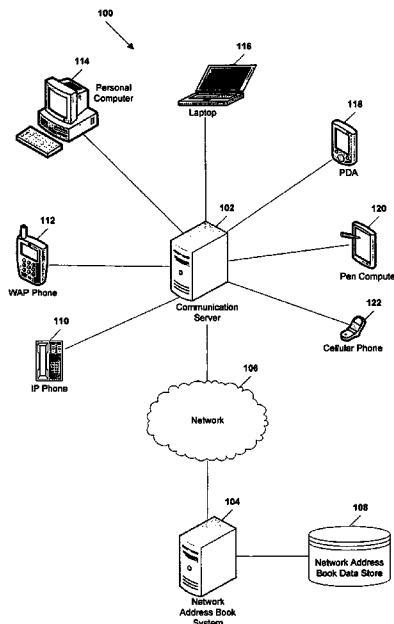 100
114
Personal
Computer
116
Laptop
118
PDA
102
Communication
Server
112
WAP Phone
120
Pen Compute
110
IP Phone
122
Cellular Phone
106
Network
104
Network
Address Book
System
108
Network Address
Book Data Store